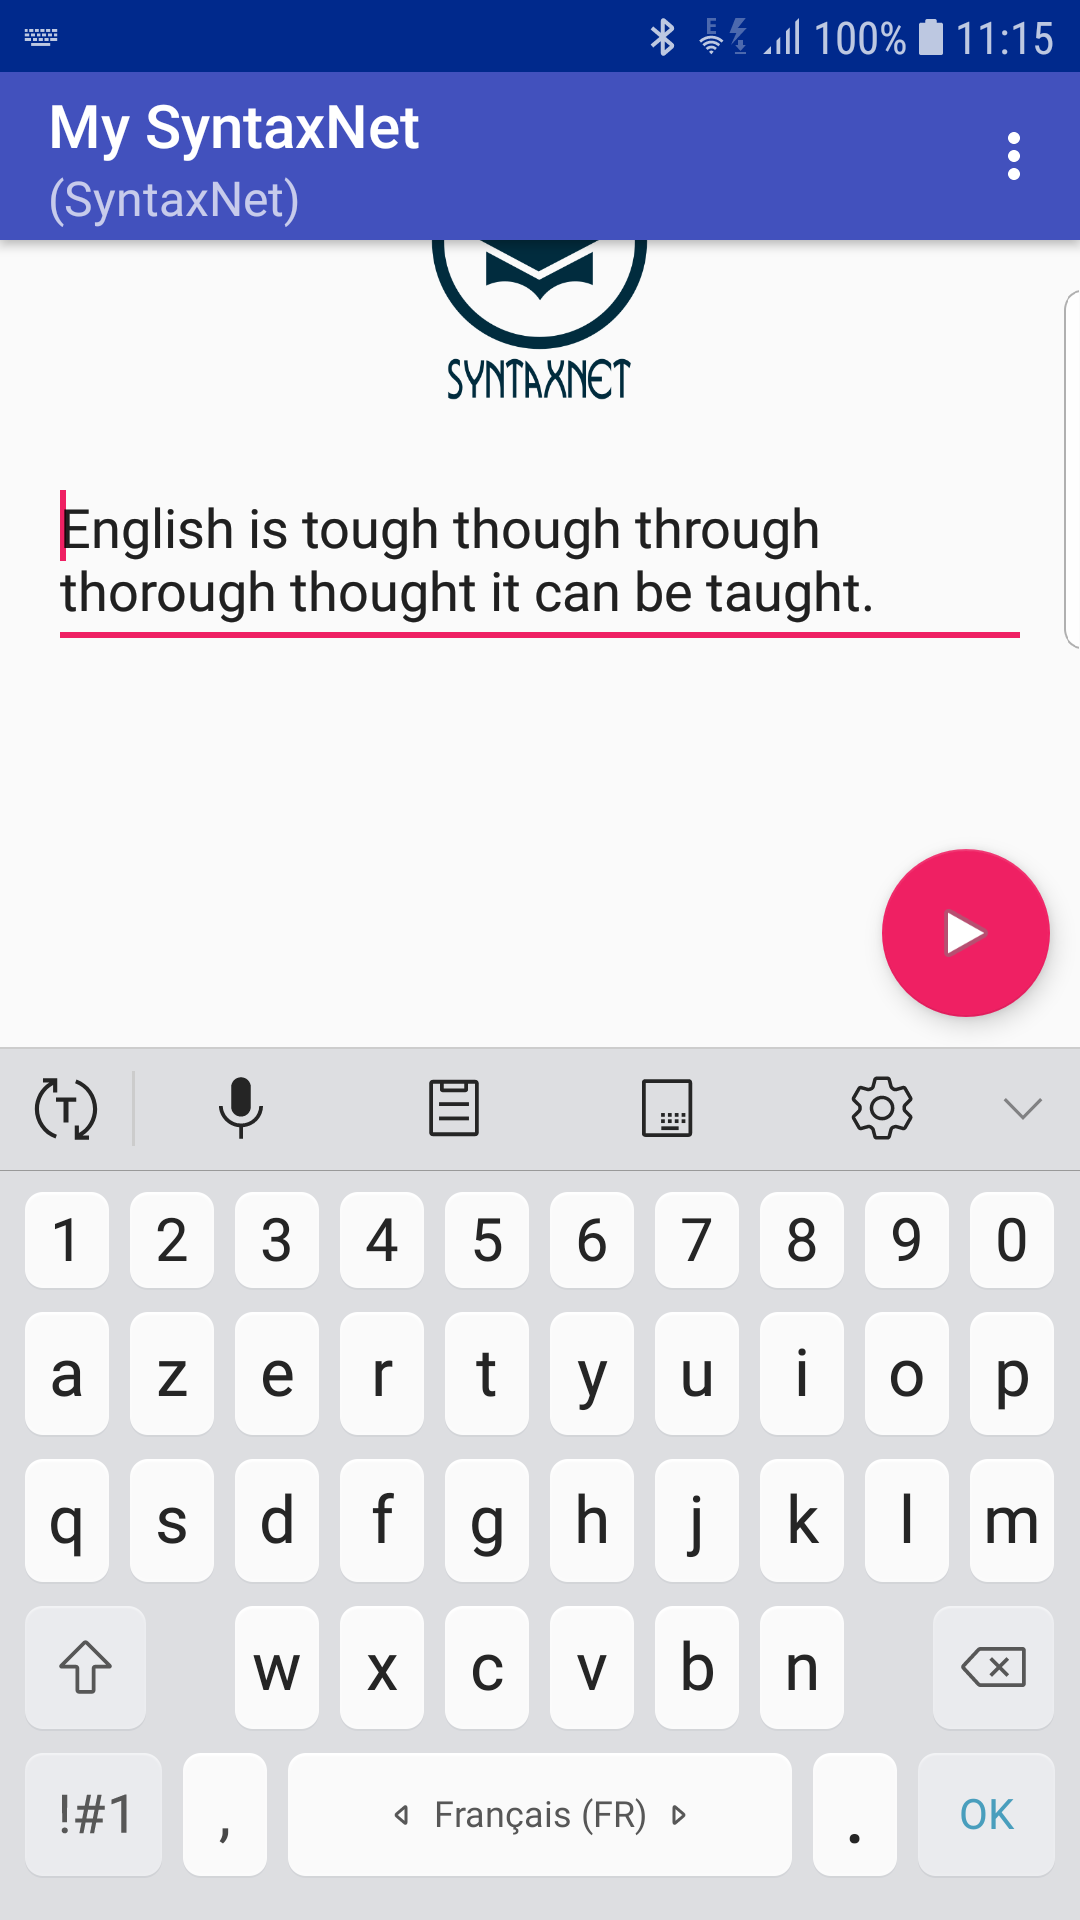 100% 11:15
My SyntaxNet
(SyntaxNet)
SYNTAXNET
English is tough though through
thorough thought it can be taught.
1 2 3 4 5 6 7 8 9 0
a z e r t y u i o p
q s d f g h j k l m
w x c v b n
!#1 , Français (FR) . OK